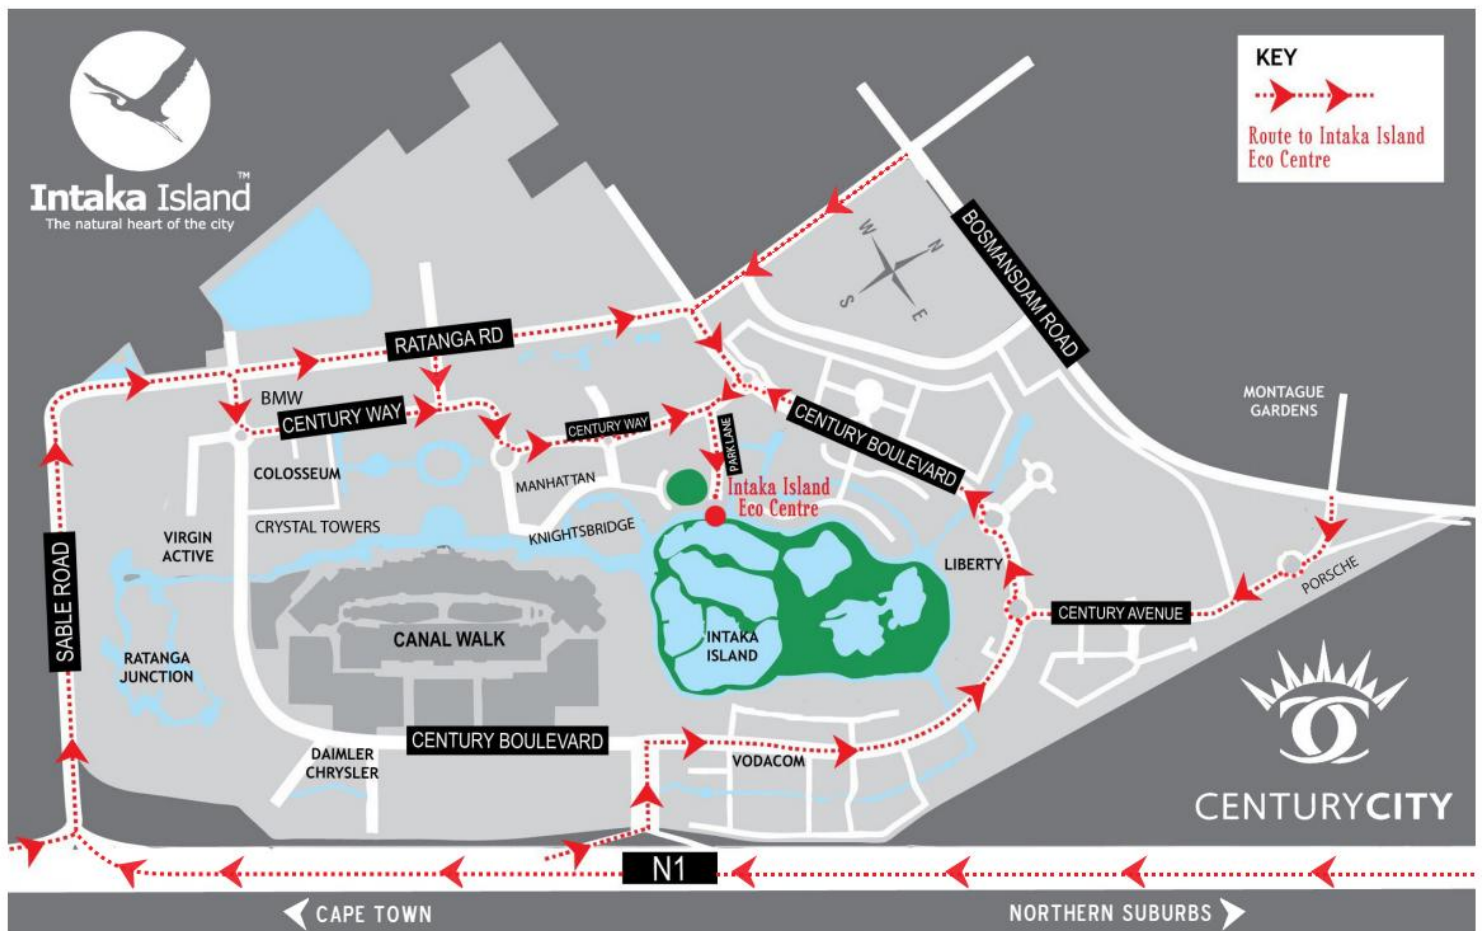 Intaka Island
TM
The natural heart of the city
KEY
Route to Intaka Island
Eco Centre
W
N
S
E
BOSMANSDAM ROAD
RATANGA RD
BMW
CENTURY WAY
CENTURY WAY
PARK LANE
CENTURY BOULEVARD
MONTAGUE
GARDENS
COLOSSEUM
MANHATTAN
Intaka Island
Eco Centre
CRYSTAL TOWERS
KNIGHTSBRIDGE
VIRGIN
ACTIVE
LIBERTY
PORSCHE
SABLE ROAD
CENTURY AVENUE
CANAL WALK
INTAKA
ISLAND
RATANGA
JUNCTION
CENTURY BOULEVARD
DAIMLER
CHRYSLER
VODACOM
CENTURYCITY
N1
CAPE TOWN
NORTHERN SUBURBS